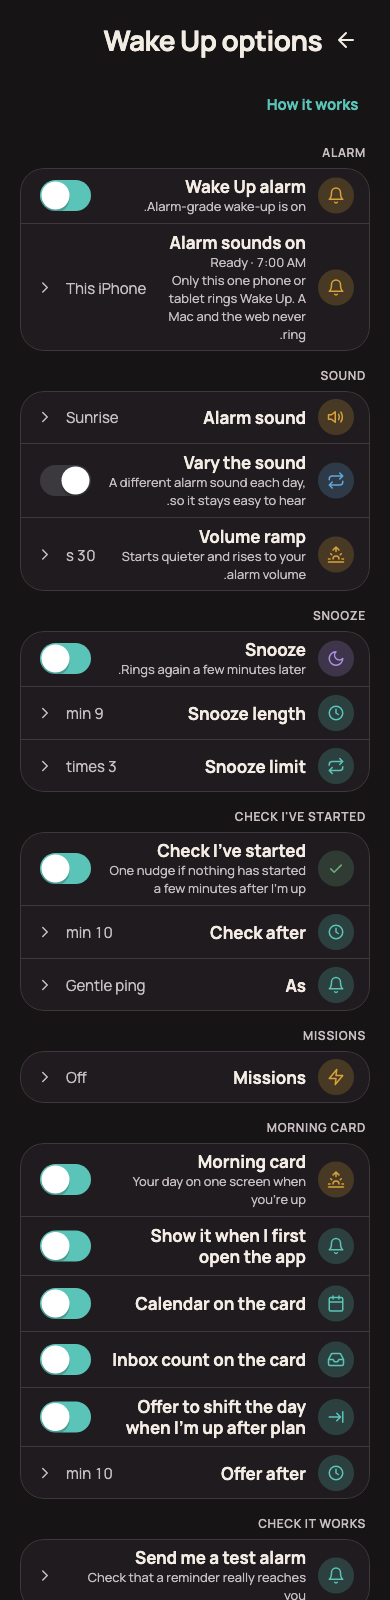 Wake Up options
How it works
ALARM
Wake Up alarm
.Alarm-grade wake-up is on
Alarm sounds on
Ready · 7:00 AM
Only this one phone or
tablet rings Wake Up. A
Mac and the web never
.ring
This iPhone
SOUND
Alarm sound
Sunrise
Vary the sound
A different alarm sound each day,
.so it stays easy to hear
Volume ramp
Starts quieter and rises to your
.alarm volume
s 30
SNOOZE
Snooze
.Rings again a few minutes later
Snooze length
min 9
Snooze limit
times 3
CHECK I'VE STARTED
Check I've started
One nudge if nothing has started
a few minutes after I'm up
Check after
min 10
As
Gentle ping
MISSIONS
Missions
Off
MORNING CARD
Morning card
Your day on one screen when
you're up
Show it when I first
open the app
Calendar on the card
Inbox count on the card
Offer to shift the day
when I'm up after plan
Offer after
min 10
CHECK IT WORKS
Send me a test alarm
Check that a reminder really reaches
you